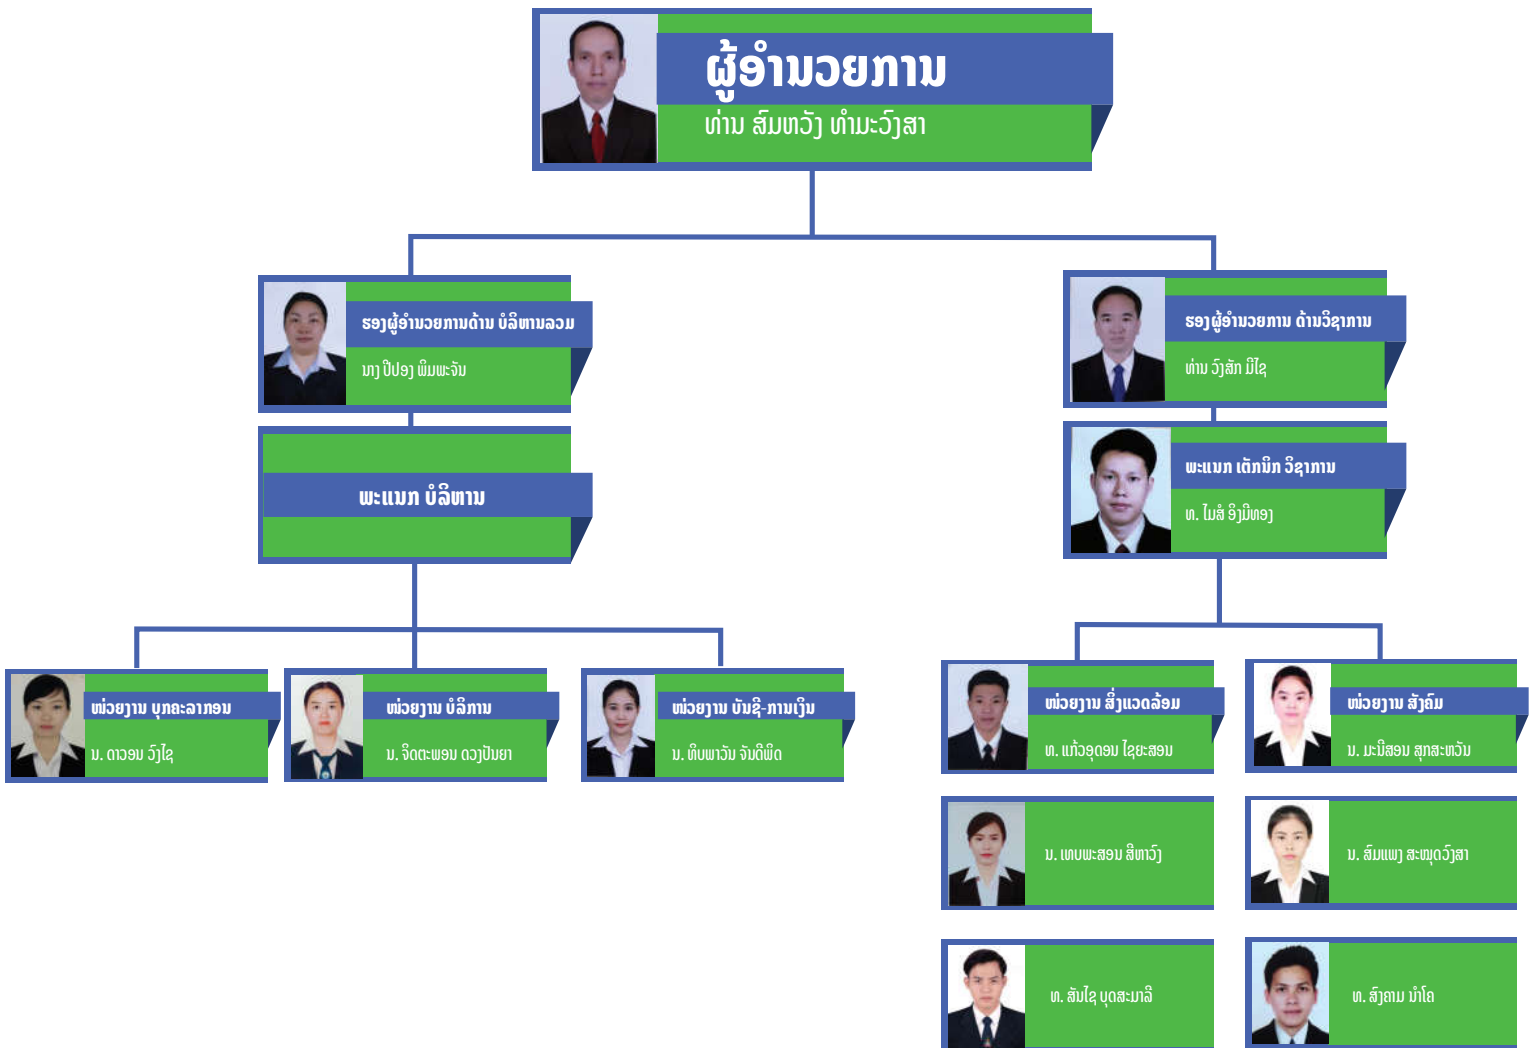 ຜູ້ອຳນວຍການ
ທ່ານ ສົມຫວັງ ທຳມະວົງສາ
ຮອງຜູ້ອຳນວຍການດ້ານ ບໍລິຫານລວມ
ນາງ ປີປອງ ພິມພະຈັນ
ຮອງຜູ້ອຳນວຍການ ດ້ານວິຊາການ
ທ່ານ ວົງສັກ ມີໄຊ
ພະແນກ ບໍລິຫານ
ພະແນກ ເຕັກນິກ ວິຊາການ
ທ. ໄມສໍ ອິງມີທອງ
ໜ່ວຍງານ ບຸກຄະລາກອນ
ນ. ດາວອນ ວົງໄຊ
ໜ່ວຍງານ ບໍລິການ
ນ. ຈິດຕະພອນ ດວງປັນຍາ
ໜ່ວຍງານ ບັນຊີ-ການເງິນ
ນ. ທິບພາວັນ ຈັນດີພິດ
ໜ່ວຍງານ ສິ່ງແວດລ້ອມ
ທ. ແກ້ວອຸດອນ ໄຊຍະສອນ
ໜ່ວຍງານ ສັງຄົມ
ນ. ມະນີສອນ ສຸກສະຫວັນ
ນ. ເທບພະສອນ ສີຫາວົງ
ນ. ສົມແພງ ສະໝຸດວົງສາ
ທ. ສັນໄຊ ບຸດສະມາລີ
ທ. ສົງຄາມ ນຳໂຄ